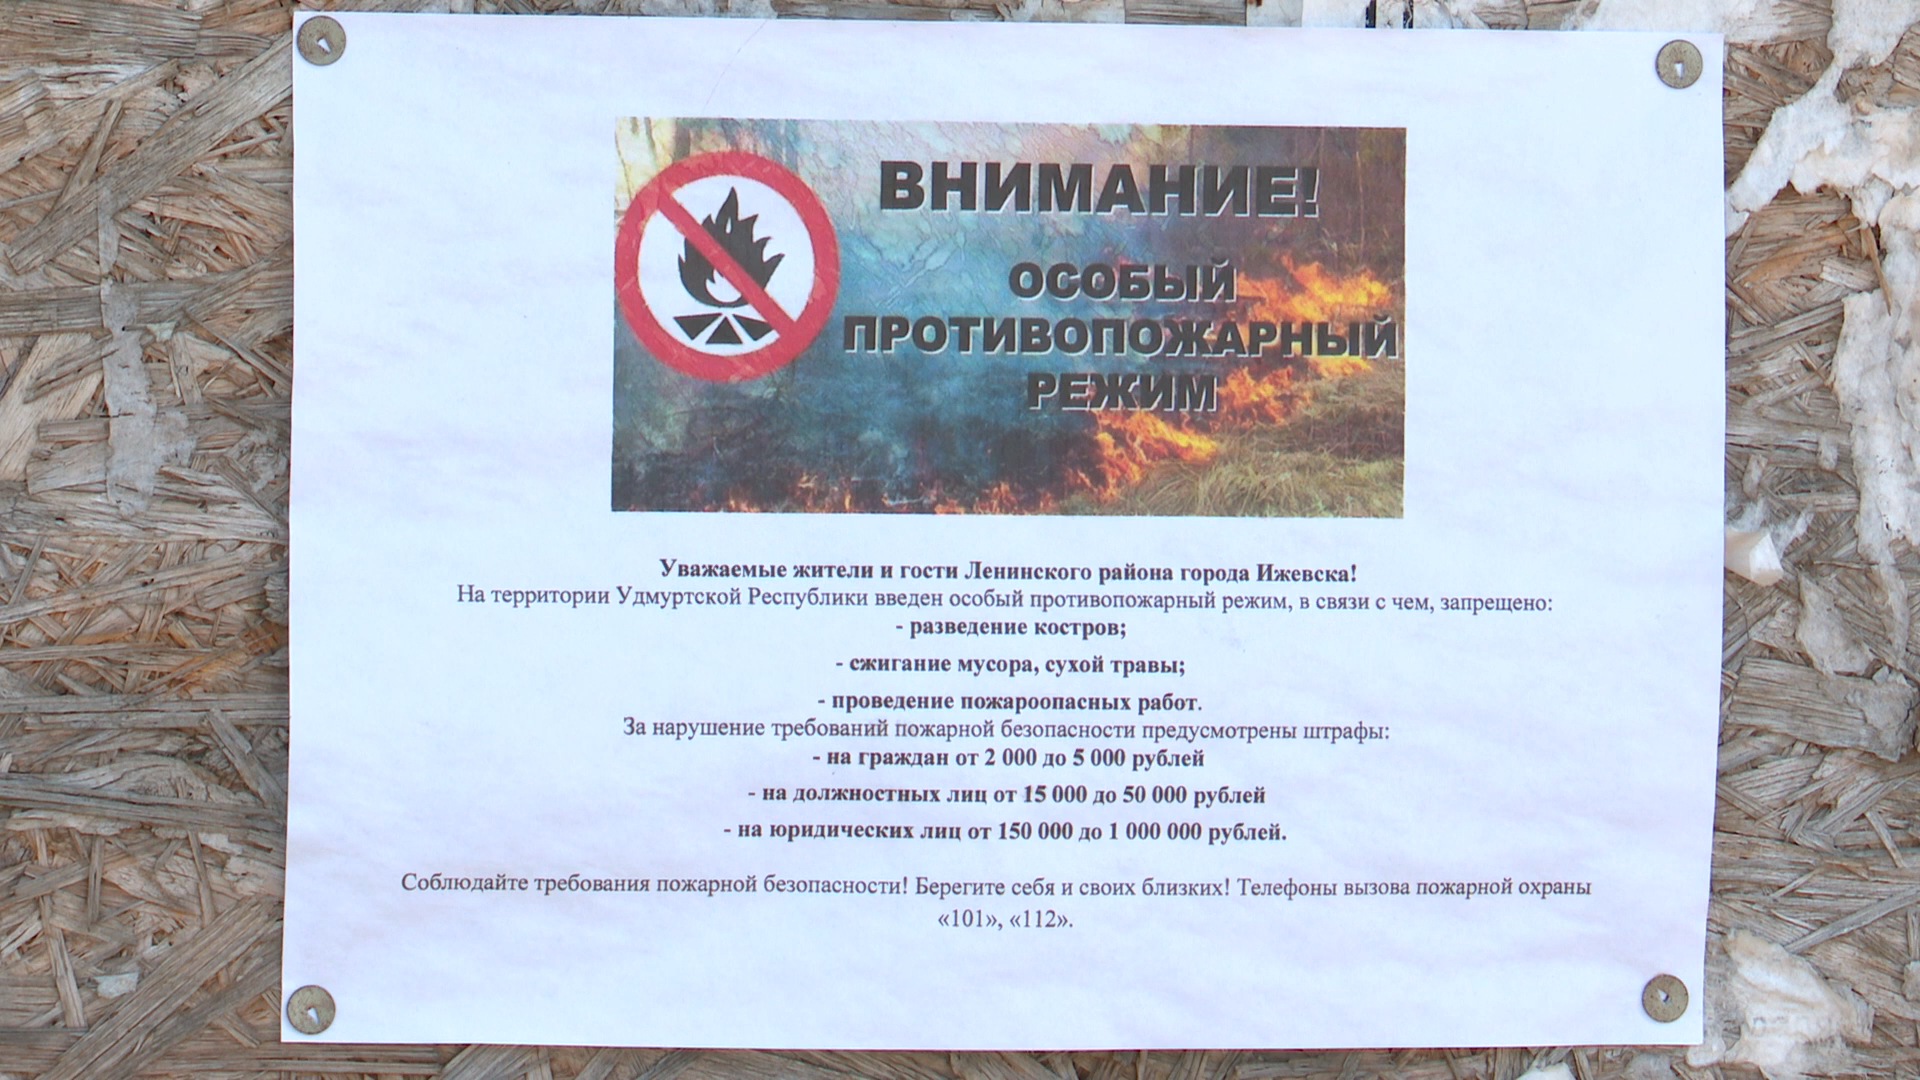 ВНИМАНИЕ!
ОСОБЫЙ
ПРОТИВОПОЖАРНЫЙ
РЕЖИМ
Уважаемые жители и гости Ленинского района города Ижевска!
На территории Удмуртской Республики введен особый противопожарный режим, в связи с чем, запрещено:
- разведение костров;
- сжигание мусора, сухой травы;
- проведение пожароопасных работ.
За нарушение требований пожарной безопасности предусмотрены штрафы:
- на граждан от 2 000 до 5 000 рублей
- на должностных лиц от 15 000 до 50 000 рублей
- на юридических лиц от 150 000 до 1 000 000 рублей.
Соблюдайте требования пожарной безопасности! Берегите себя и своих близких! Телефоны вызова пожарной охраны
«101», «112».